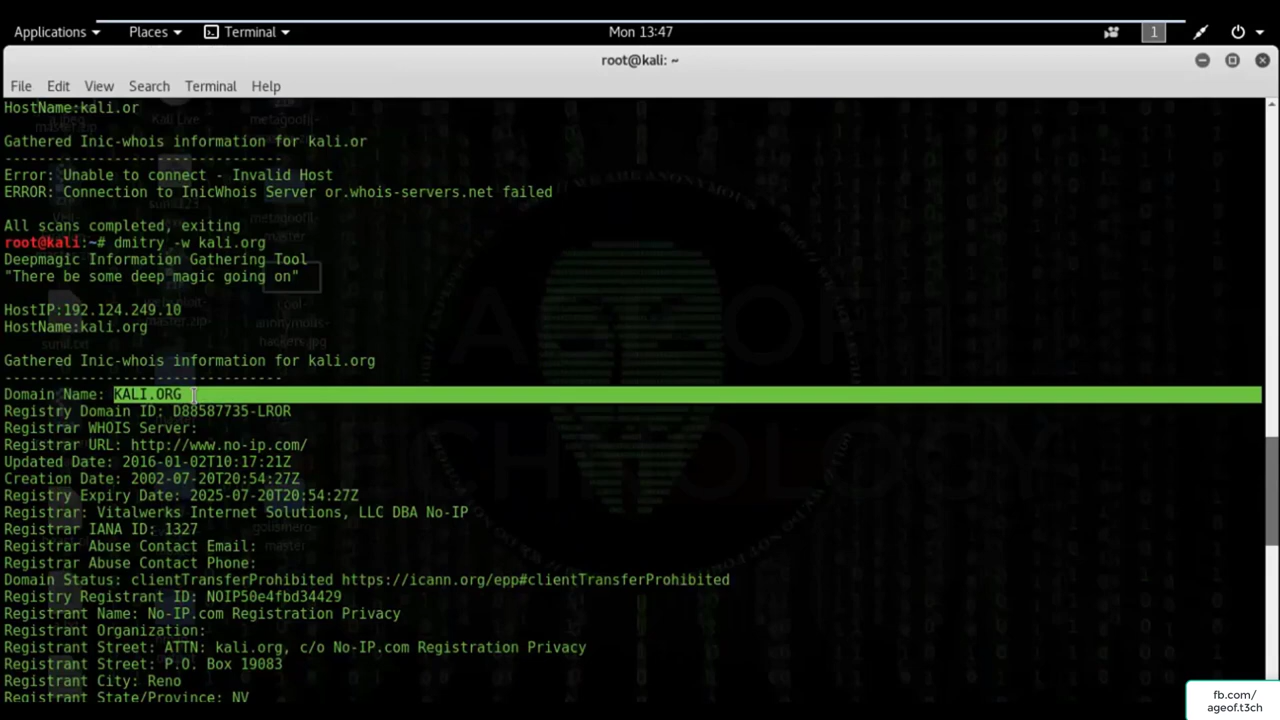 Applications Places Terminal Mon 13:47 1
root@kali: ~
File Edit View Search Terminal Help
HostName:kali.or
Gathered Inic-whois information for kali.or
---------------------------------
Error: Unable to connect - Invalid Host
ERROR: Connection to InicWhois Server or.whois-servers.net failed
All scans completed, exiting
root@kali:~# dmitry -w kali.org
Deepmagic Information Gathering Tool
"There be some deep magic going on"
HostIP:192.124.249.10
HostName:kali.org
Gathered Inic-whois information for kali.org
---------------------------------
Domain Name: KALI.ORG
Registry Domain ID: D88587735-LROR
Registrar WHOIS Server:
Registrar URL: http://www.no-ip.com/
Updated Date: 2016-01-02T10:17:21Z
Creation Date: 2002-07-20T20:54:27Z
Registry Expiry Date: 2025-07-20T20:54:27Z
Registrar: Vitalwerks Internet Solutions, LLC DBA No-IP
Registrar IANA ID: 1327
Registrar Abuse Contact Email:
Registrar Abuse Contact Phone:
Domain Status: clientTransferProhibited https://icann.org/epp#clientTransferProhibited
Registry Registrant ID: NOIP50e4fbd34429
Registrant Name: No-IP.com Registration Privacy
Registrant Organization:
Registrant Street: ATTN: kali.org, c/o No-IP.com Registration Privacy
Registrant Street: P.O. Box 19083
Registrant City: Reno
Registrant State/Province: NV
fb.com/
ageof.t3ch